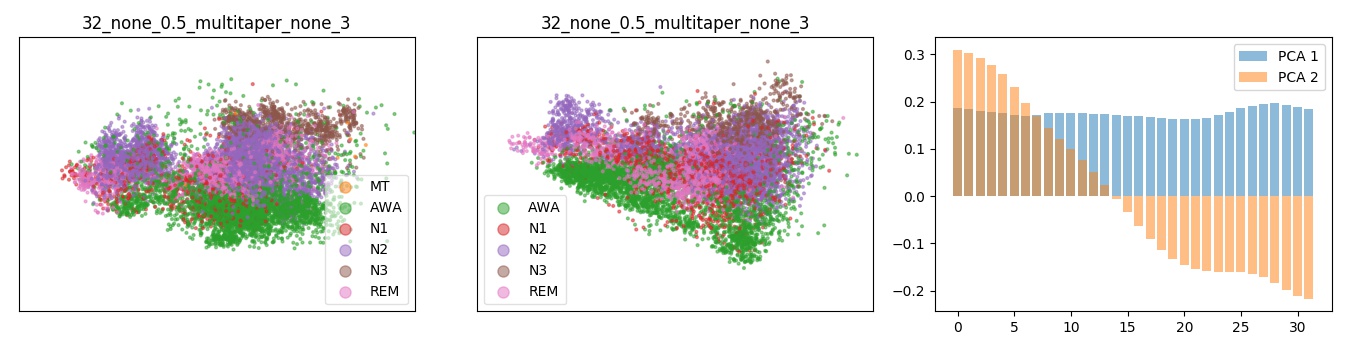 32_none_0.5_multitaper_none_3
MT
AWA
N1
N2
N3
REM
32_none_0.5_multitaper_none_3
AWA
N1
N2
N3
REM
PCA 1
PCA 2
0.3
0.2
0.1
0.0
−0.1
−0.2
0 5 10 15 20 25 30